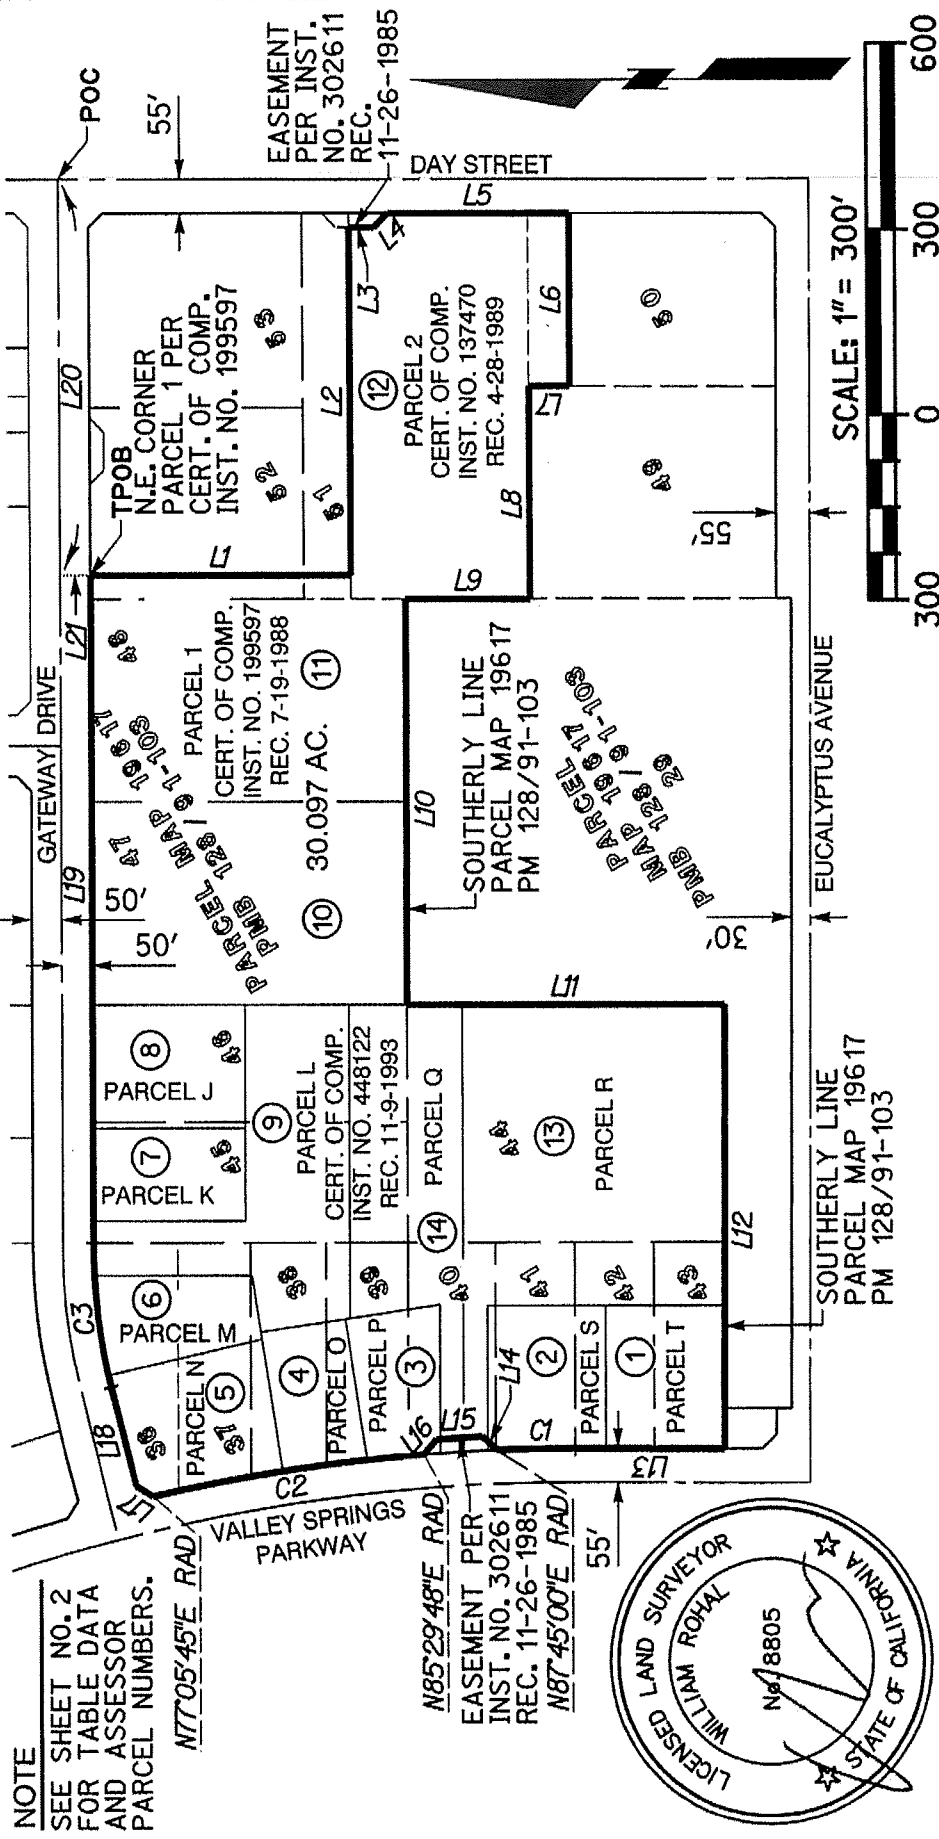 NOTE
SEE SHEET NO. 2
FOR TABLE DATA
AND ASSESSOR
PARCEL NUMBERS.
GATEWAY DRIVE
50'
50'
L17
L18
C3
L19
L21
L20
POC
55'
TPOB
N.E. CORNER
PARCEL 1 PER
CERT. OF COMP.
INST. NO. 199597
EASEMENT
PER INST.
NO. 302611
REC.
11-26-1985
DAY STREET
L1
L2
L3
L4
L5
L6
L7
L8
L9
L10
L11
L12
L13
L14
L15
L16
C1
C2
N77°05'45"E RAD
VALLEY SPRINGS
PARKWAY
N85°29'48"E RAD
EASEMENT PER
INST. NO. 302611
REC. 11-26-1985
N87°45'00"E RAD
55'
36
PARCEL N
37
5
6
PARCEL M
4
PARCEL O
38
PARCEL P
39
3
40
41
2
PARCEL S
42
1
PARCEL T
43
7
PARCEL K
45
8
PARCEL J
46
9
PARCEL L
CERT. OF COMP.
INST. NO. 448122
REC. 11-9-1993
14
PARCEL Q
44
13
PARCEL R
47
48
PARCEL MAP 19617
PMB 128/91-103
PARCEL 1
CERT. OF COMP.
INST. NO. 199597
REC. 7-19-1988
10
30.097 AC.
11
52
53
51
12
PARCEL 2
CERT. OF COMP.
INST. NO. 137470
REC. 4-28-1989
49
50
55'
SOUTHERLY LINE
PARCEL MAP 19617
PM 128/91-103
PARCEL
MAP 19617
PMB 128/91-103
29
30'
EUCALYPTUS AVENUE
SOUTHERLY LINE
PARCEL MAP 19617
PM 128/91-103
SCALE: 1" = 300'
300
0
300
600
LICENSED LAND SURVEYOR
WILLIAM ROHAL
No. 8805
STATE OF CALIFORNIA